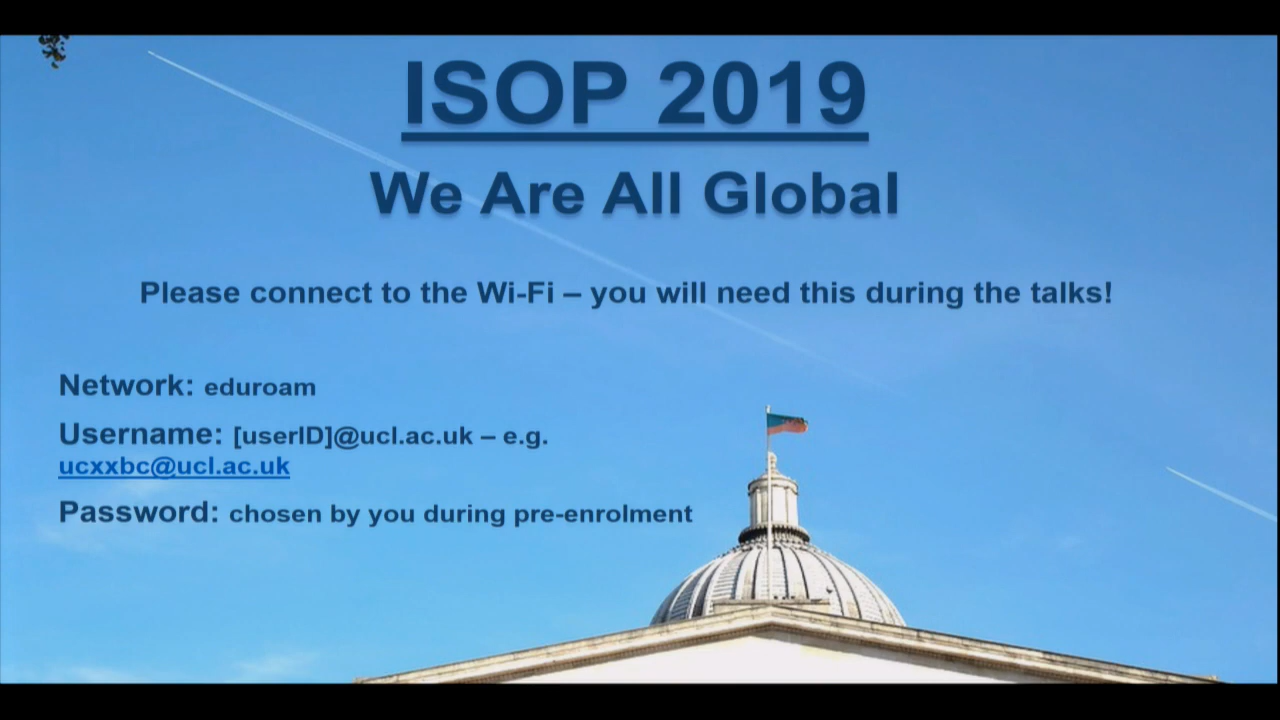 ISOP 2019
We Are All Global
Please connect to the Wi-Fi – you will need this during the talks!
Network: eduroam
Username: [userID]@ucl.ac.uk – e.g.
ucxxbc@ucl.ac.uk
Password: chosen by you during pre-enrolment